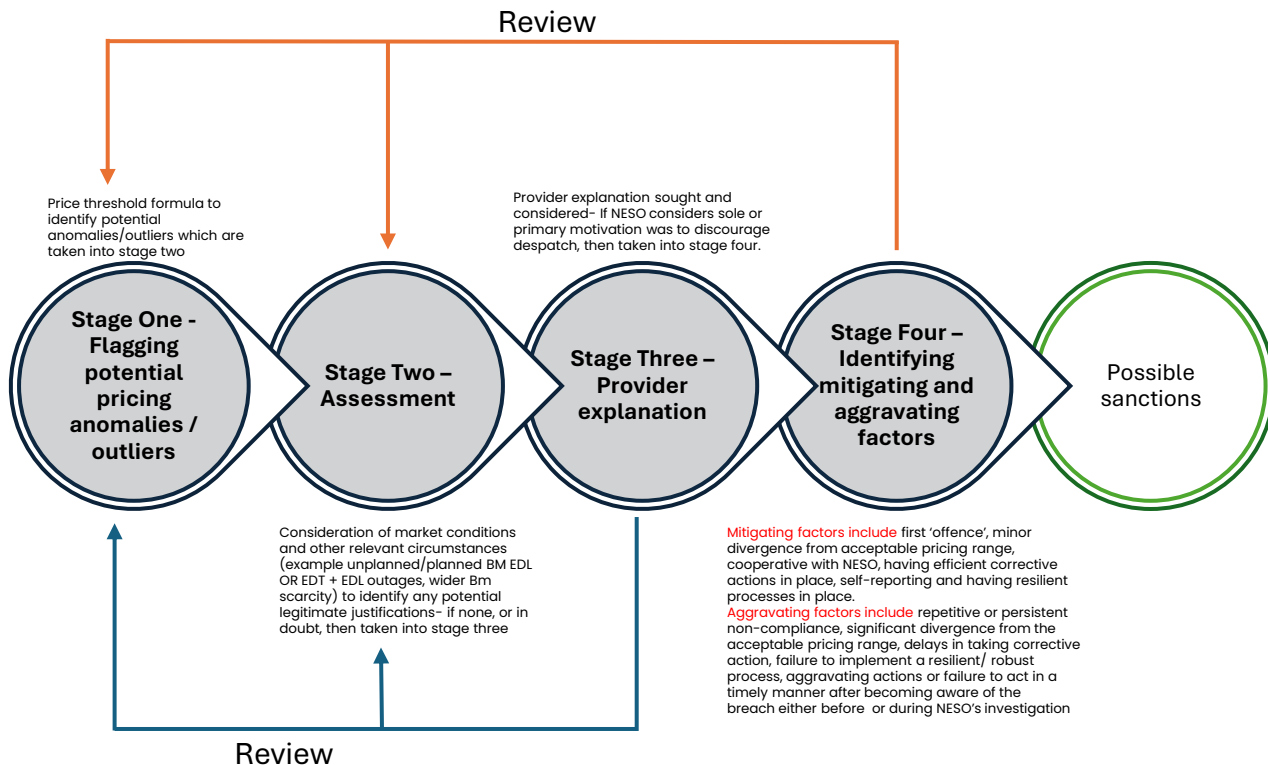 Review
Price threshold formula to
identify potential
anomalies/outliers which are
taken into stage two
Provider explanation sought and
considered- If NESO considers sole or
primary motivation was to discourage
despatch, then taken into stage four.
Stage One -
Flagging
potential
pricing
anomalies /
outliers
Stage Two –
Assessment
Stage Three –
Provider
explanation
Stage Four –
Identifying
mitigating and
aggravating
factors
Possible
sanctions
Consideration of market conditions
and other relevant circumstances
(example unplanned/planned BM EDL
OR EDT + EDL outages, wider Bm
scarcity) to identify any potential
legitimate justifications- if none, or in
doubt, then taken into stage three
Mitigating factors include first ‘offence’, minor
divergence from acceptable pricing range,
cooperative with NESO, having efficient corrective
actions in place, self-reporting and having resilient
processes in place.
Aggravating factors include repetitive or persistent
non-compliance, significant divergence from the
acceptable pricing range, delays in taking corrective
action, failure to implement a resilient/ robust
process, aggravating actions or failure to act in a
timely manner after becoming aware of the
breach either before or during NESO’s investigation
Review